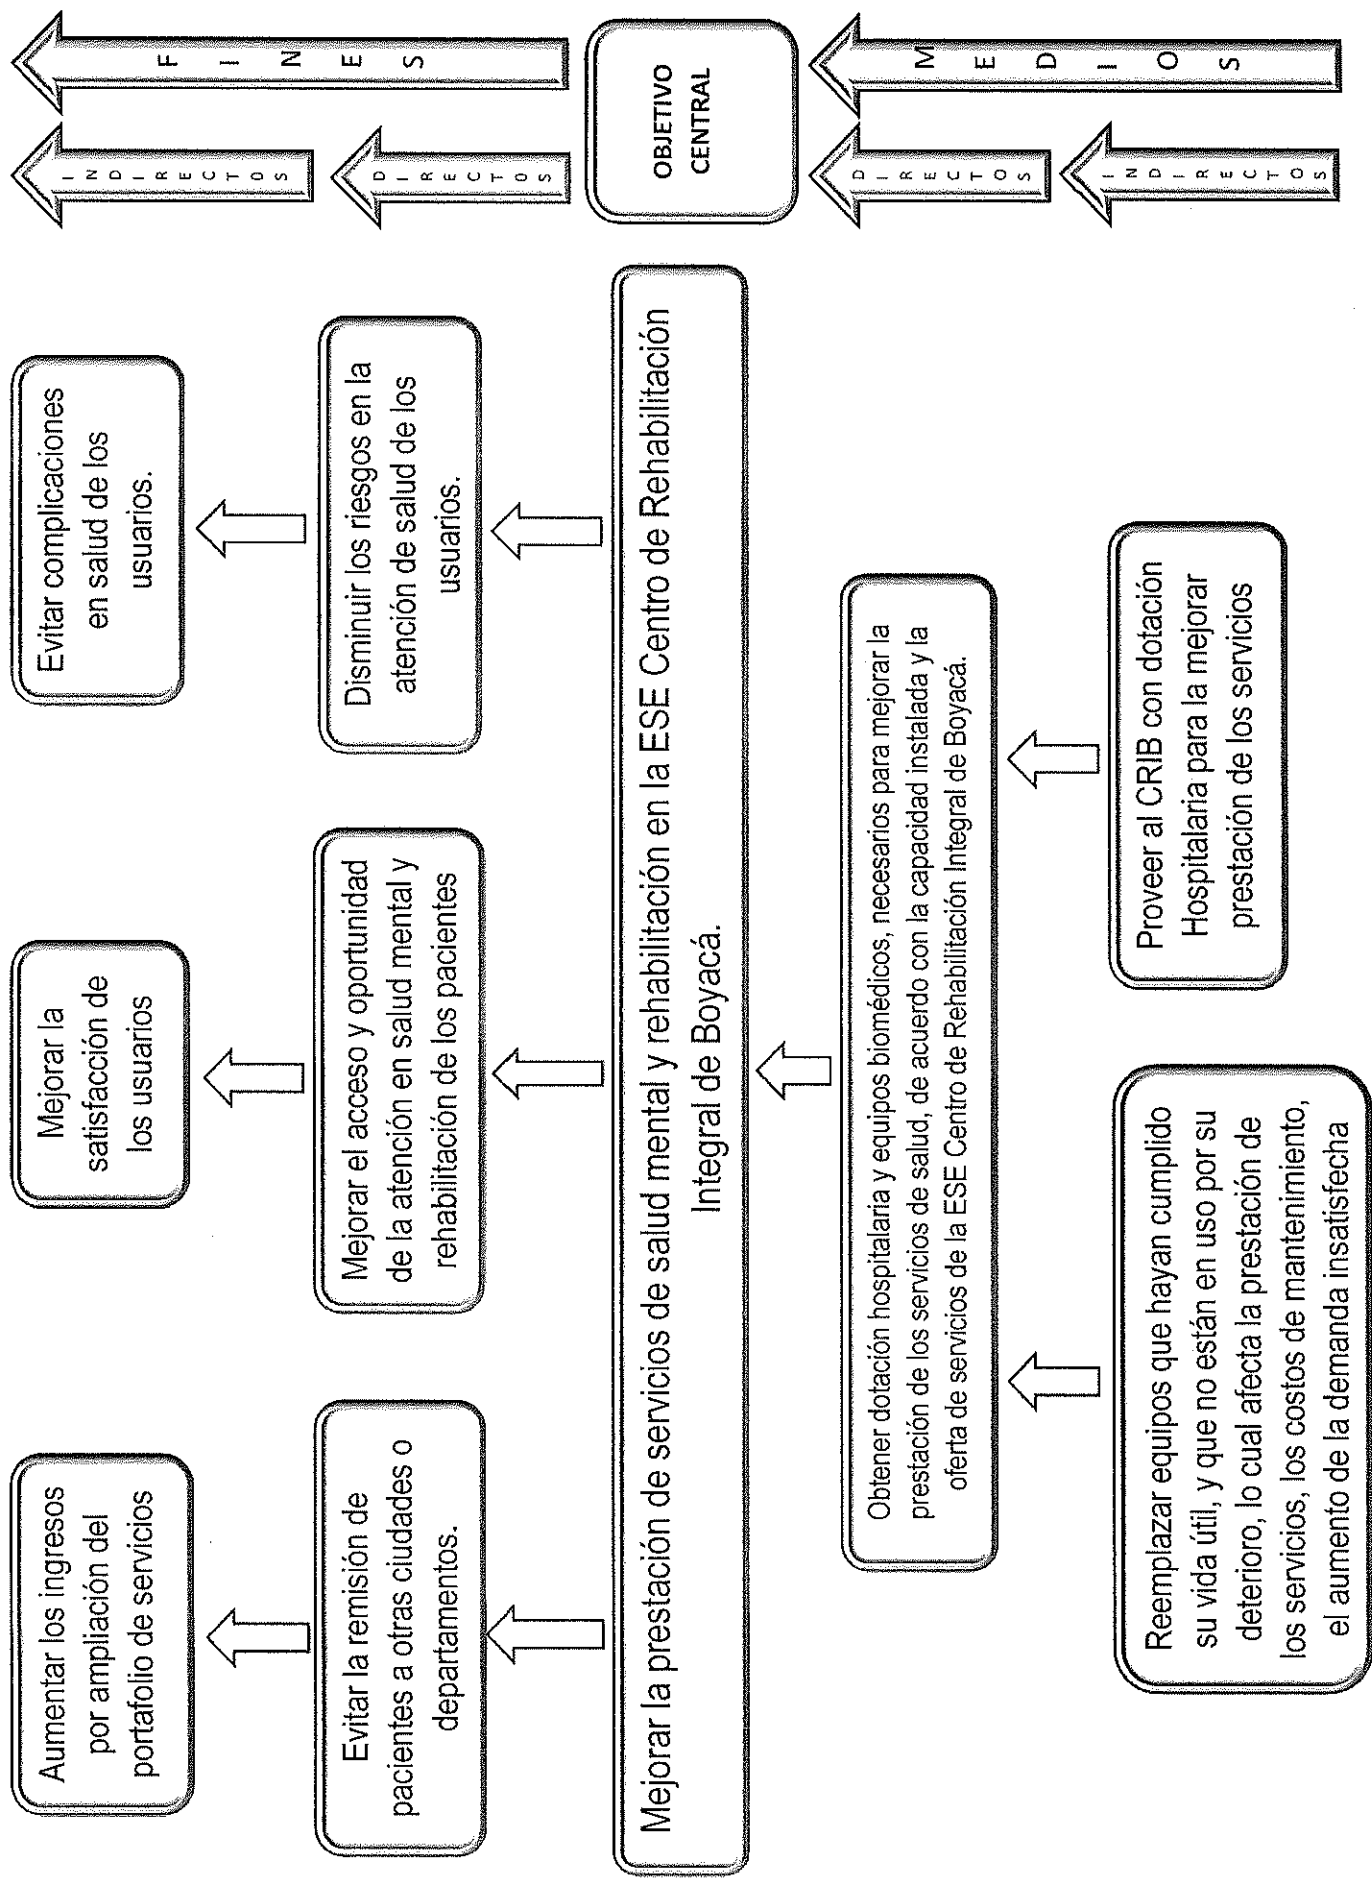 Aumentar los ingresos
por ampliación del
portafolio de servicios
Mejorar la
satisfacción de
los usuarios
Evitar complicaciones
en salud de los
usuarios.
INDIRECTOS
FINES
Evitar la remisión de
pacientes a otras ciudades o
departamentos.
Mejorar el acceso y oportunidad
de la atención en salud mental y
rehabilitación de los pacientes
Disminuir los riesgos en la
atención de salud de los
usuarios.
DIRECTOS
Mejorar la prestación de servicios de salud mental y rehabilitación en la ESE Centro de Rehabilitación
Integral de Boyacá.
OBJETIVO
CENTRAL
Obtener dotación hospitalaria y equipos biomédicos, necesarios para mejorar la
prestación de los servicios de salud, de acuerdo con la capacidad instalada y la
oferta de servicios de la ESE Centro de Rehabilitación Integral de Boyacá.
DIRECTOS
MEDIOS
Reemplazar equipos que hayan cumplido
su vida útil, y que no están en uso por su
deterioro, lo cual afecta la prestación de
los servicios, los costos de mantenimiento,
el aumento de la demanda insatisfecha
Proveer al CRIB con dotación
Hospitalaria para la mejorar
prestación de los servicios
INDIRECTOS